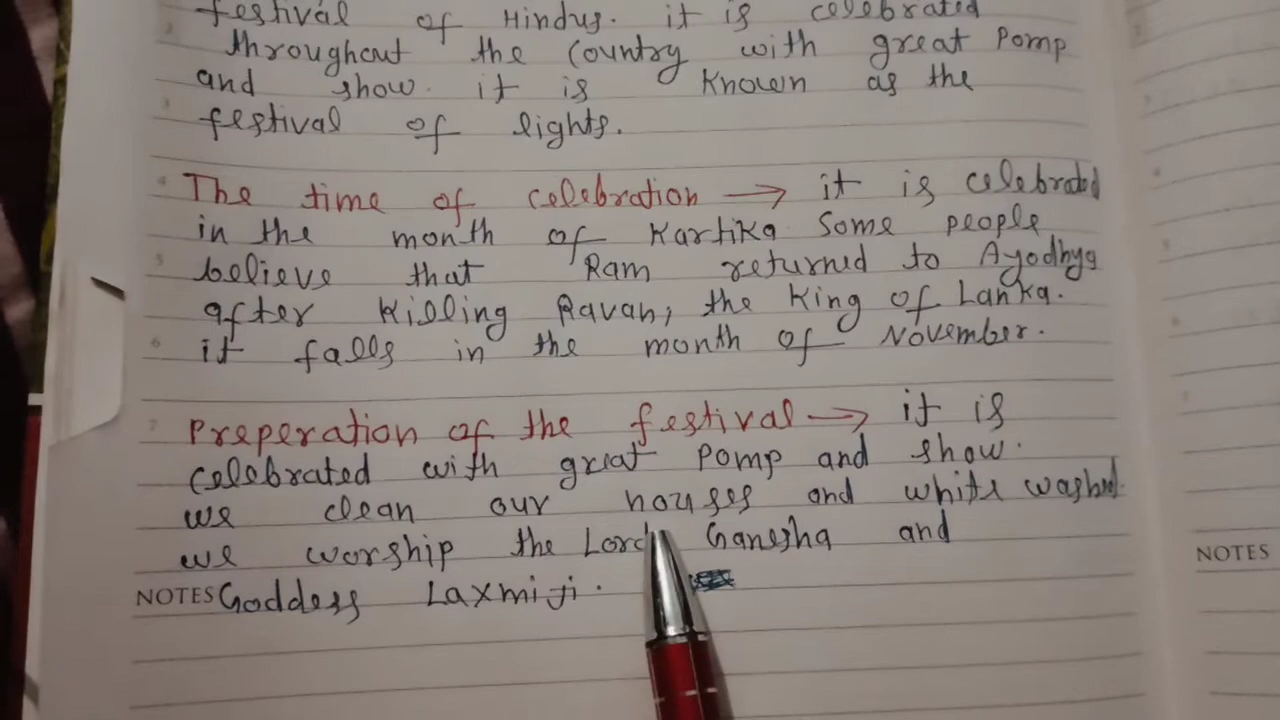 festival of Hindus. it is celebrated
throughout the Country with great Pomp
and show. it is Known as the
festival of lights.
The time of celebration → it is celebrated
in the month of Kartika some people
believe that Ram returned to Ayodhya
after Killing Ravan, the King of Lanka.
it falls in the month of November.
Preperation of the festival → it is
celebrated with great Pomp and show.
we clean our houses and white washed.
we worship the Lord Ganesha and
NOTES Goddess Laxmiji.
NOTES